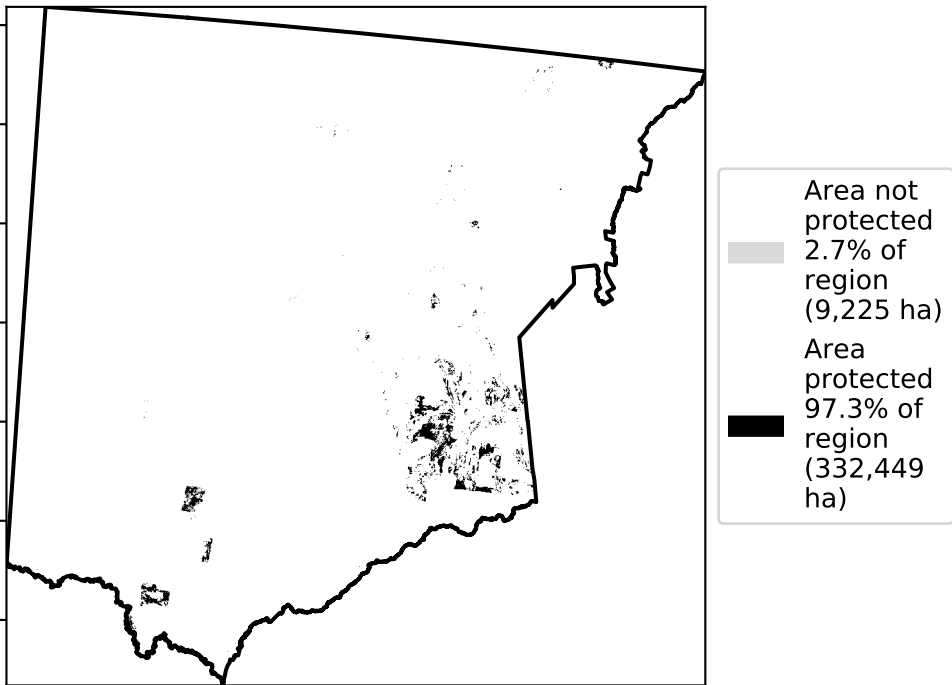 Area not
protected
2.7% of
region
(9,225 ha)
Area
protected
97.3% of
region
(332,449
ha)